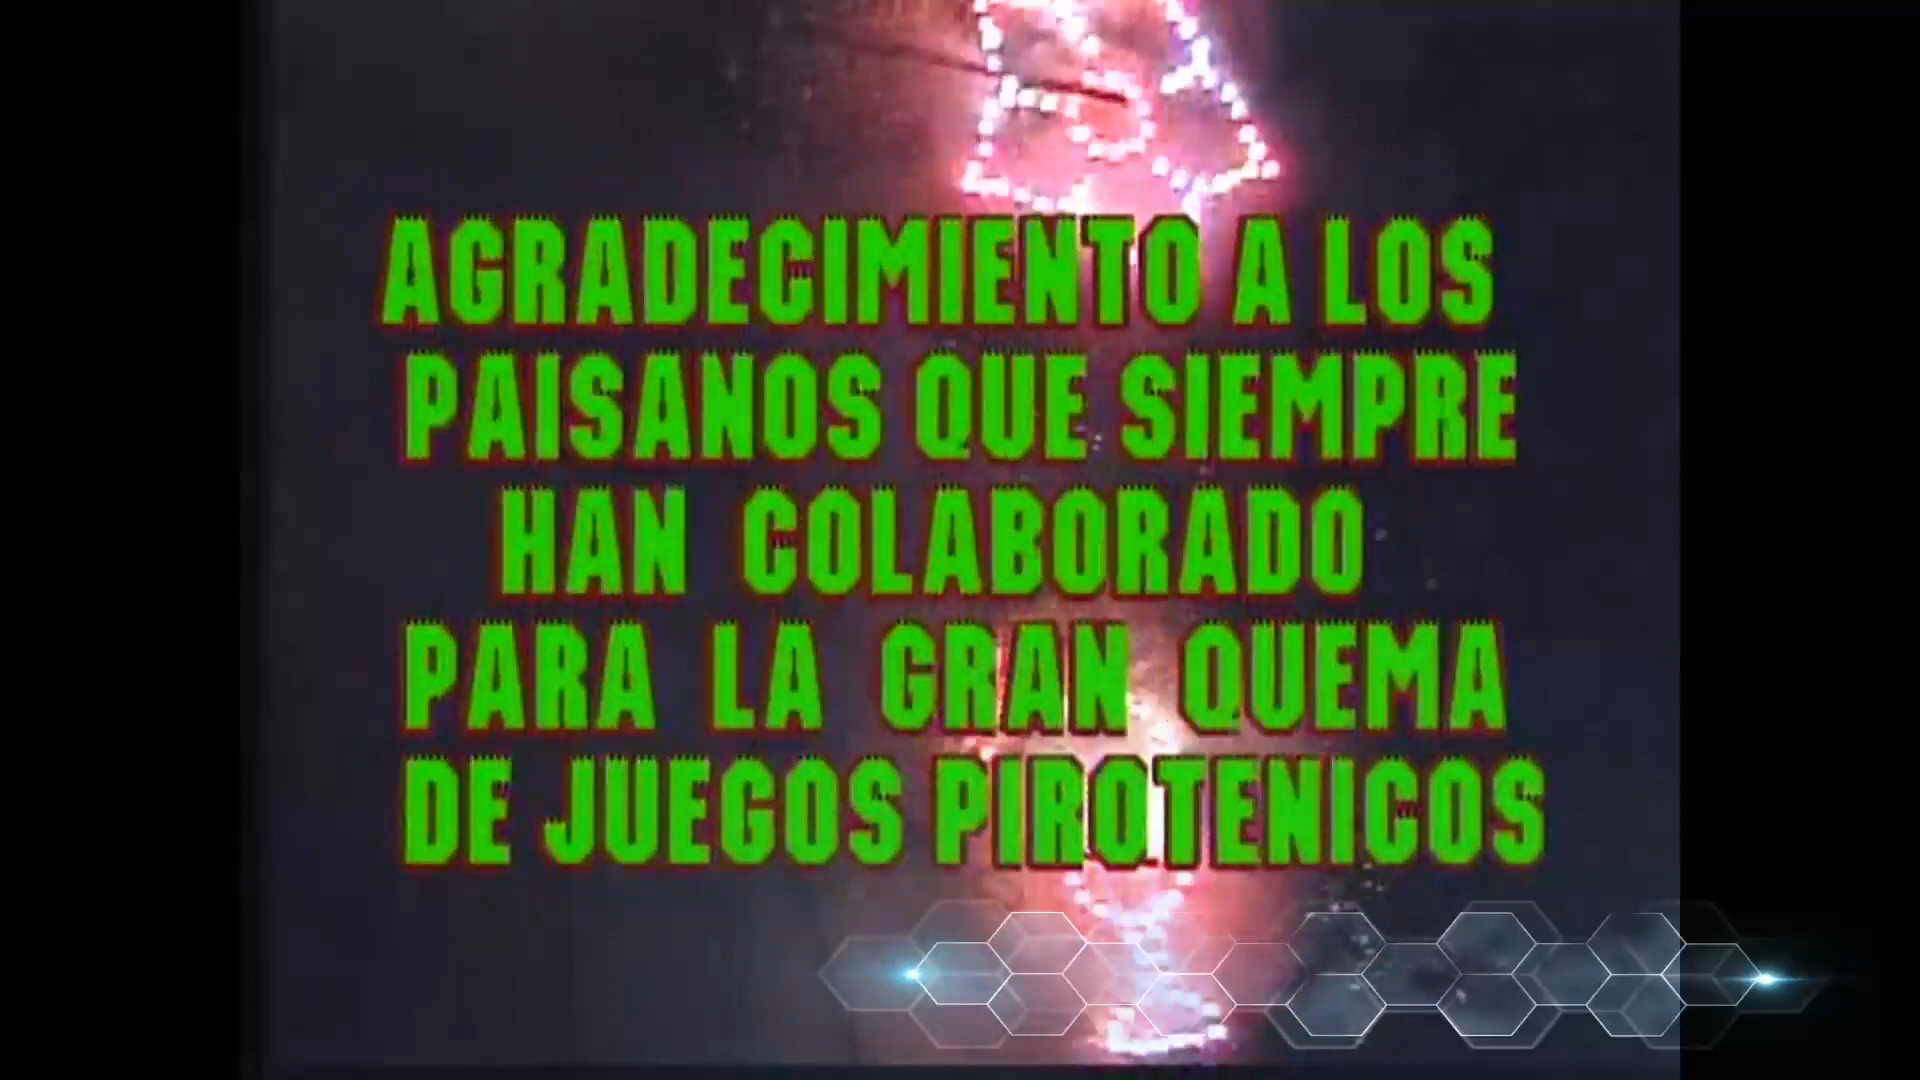 AGRADECIMIENTO A LOS
PAISANOS QUE SIEMPRE
HAN COLABORADO
PARA LA GRAN QUEMA
DE JUEGOS PIROTENICOS